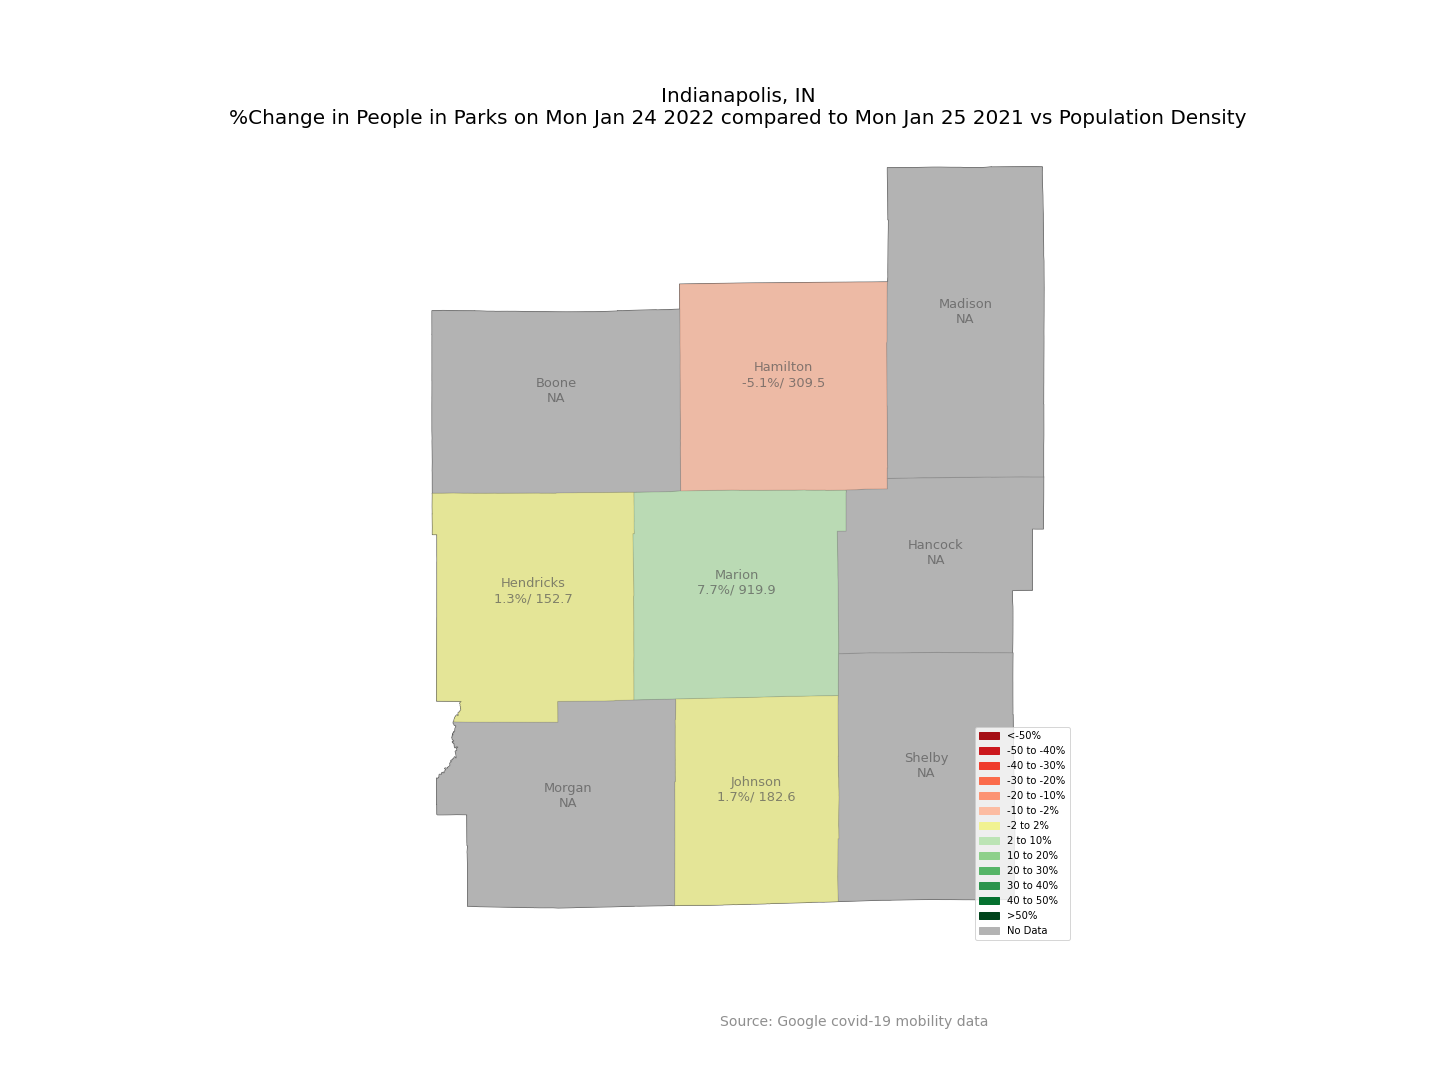 Indianapolis, IN
%Change in People in Parks on Mon Jan 24 2022 compared to Mon Jan 25 2021 vs Population Density
Madison
NA
Hamilton
-5.1%/ 309.5
Boone
NA
Hancock
NA
Marion
7.7%/ 919.9
Hendricks
1.3%/ 152.7
Shelby
NA
Johnson
1.7%/ 182.6
Morgan
NA
<-50%
-50 to -40%
-40 to -30%
-30 to -20%
-20 to -10%
-10 to -2%
-2 to 2%
2 to 10%
10 to 20%
20 to 30%
30 to 40%
40 to 50%
>50%
No Data
Source: Google covid-19 mobility data